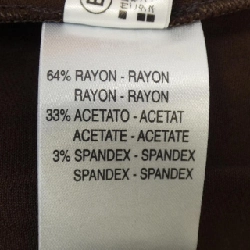 64% RAYON - RAYON
RAYON - RAYON
33% ACETATO - ACETAT
ACETATE - ACETATE
3% SPANDEX - SPANDEX
SPANDEX - SPANDEX